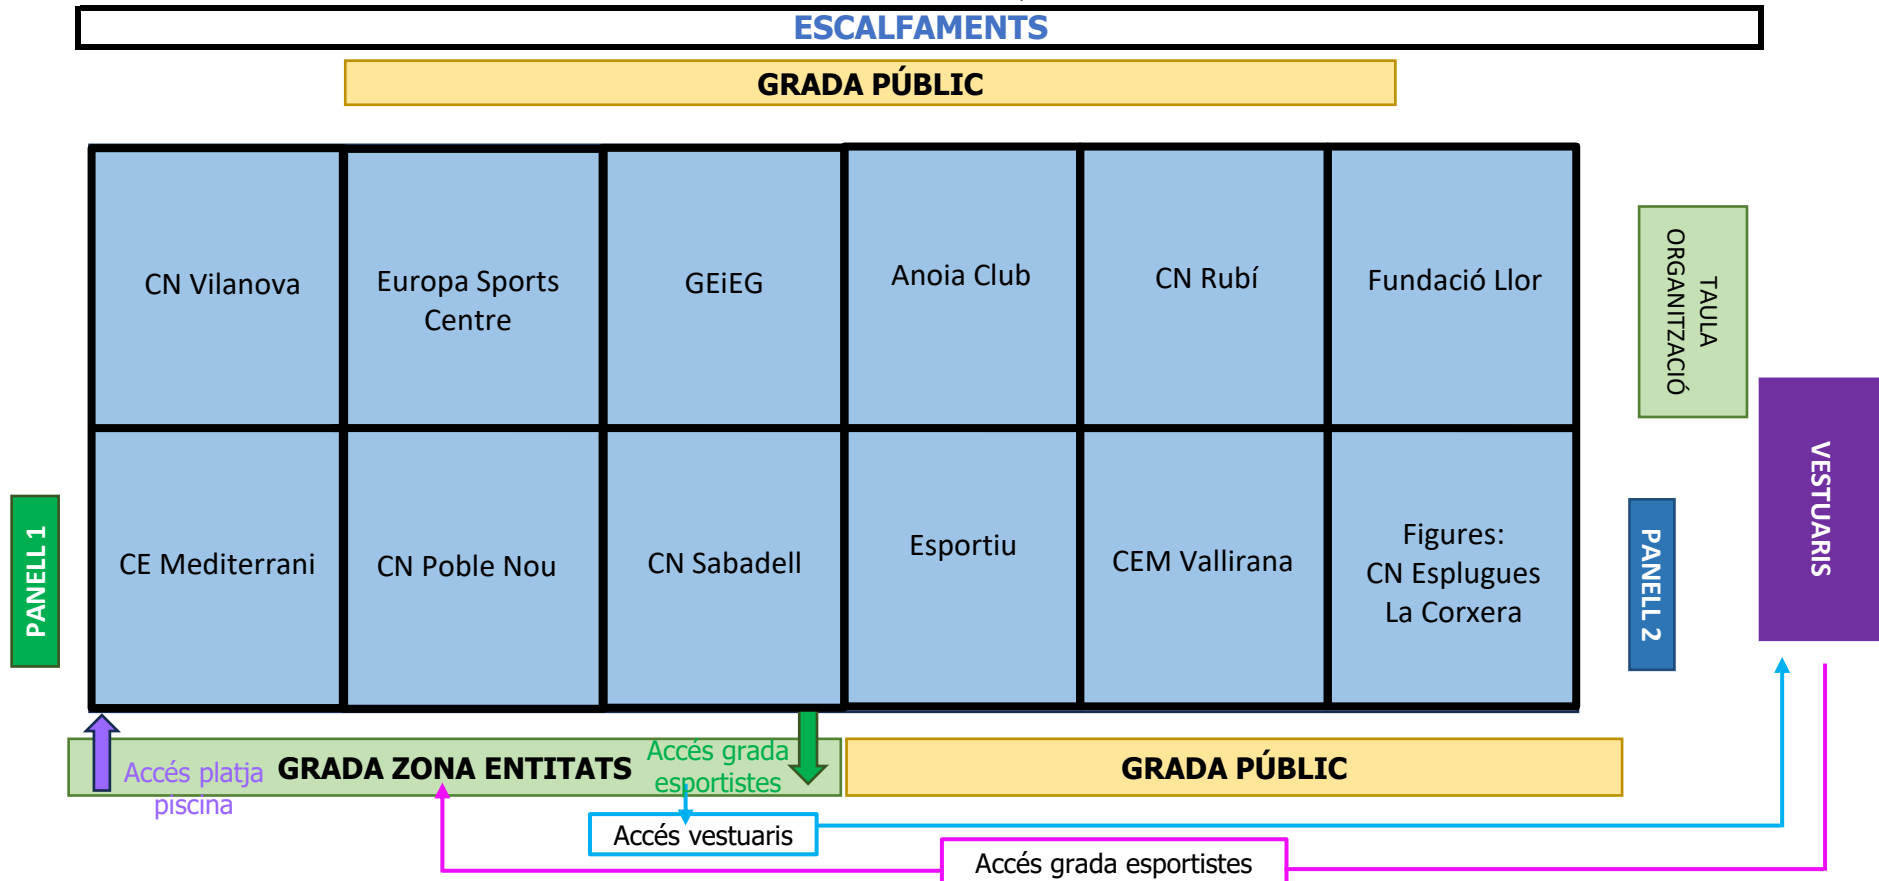 ESCALFAMENTS
GRADA PÚBLIC
CN Vilanova
Europa Sports
Centre
GEiEG
Anoia Club
CN Rubí
Fundació Llor
TAULA
ORGANITZACIÓ
VESTUARIS
PANELL 1
CE Mediterrani
CN Poble Nou
CN Sabadell
Esportiu
CEM Vallirana
Figures:
CN Esplugues
La Corxera
PANELL 2
Accés platja
piscina
GRADA ZONA ENTITATS
Accés grada
esportistes
GRADA PÚBLIC
Accés vestuaris
Accés grada esportistes